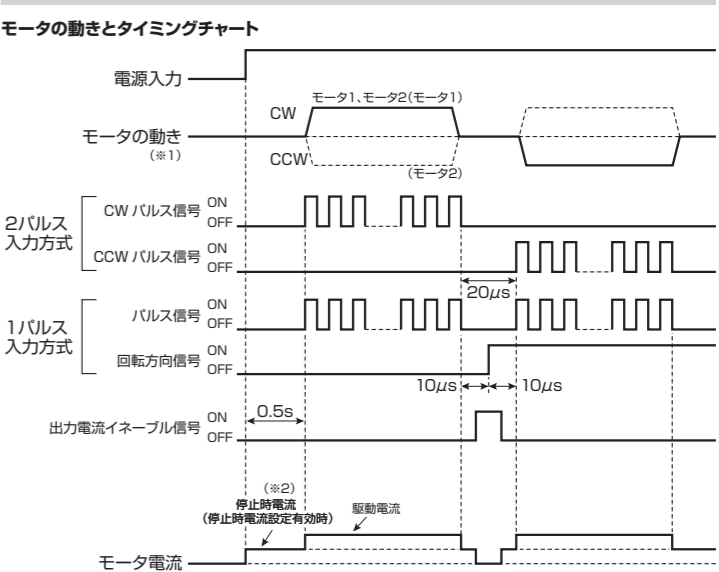 モータの動きとタイミングチャート
電源入力
モータ1、モータ2(モータ1)
CW
モータの動き
(※1)
CCW
(モータ2)
2パルス
入力方式
CW パルス信号 ON
OFF
CCW パルス信号 ON
OFF
20μs
1パルス
入力方式
パルス信号 ON
OFF
回転方向信号 ON
OFF
10μs 10μs
0.5s
出力電流イネーブル信号 ON
OFF
(※2)
停止時電流
(停止時電流設定有効時)
駆動電流
モータ電流